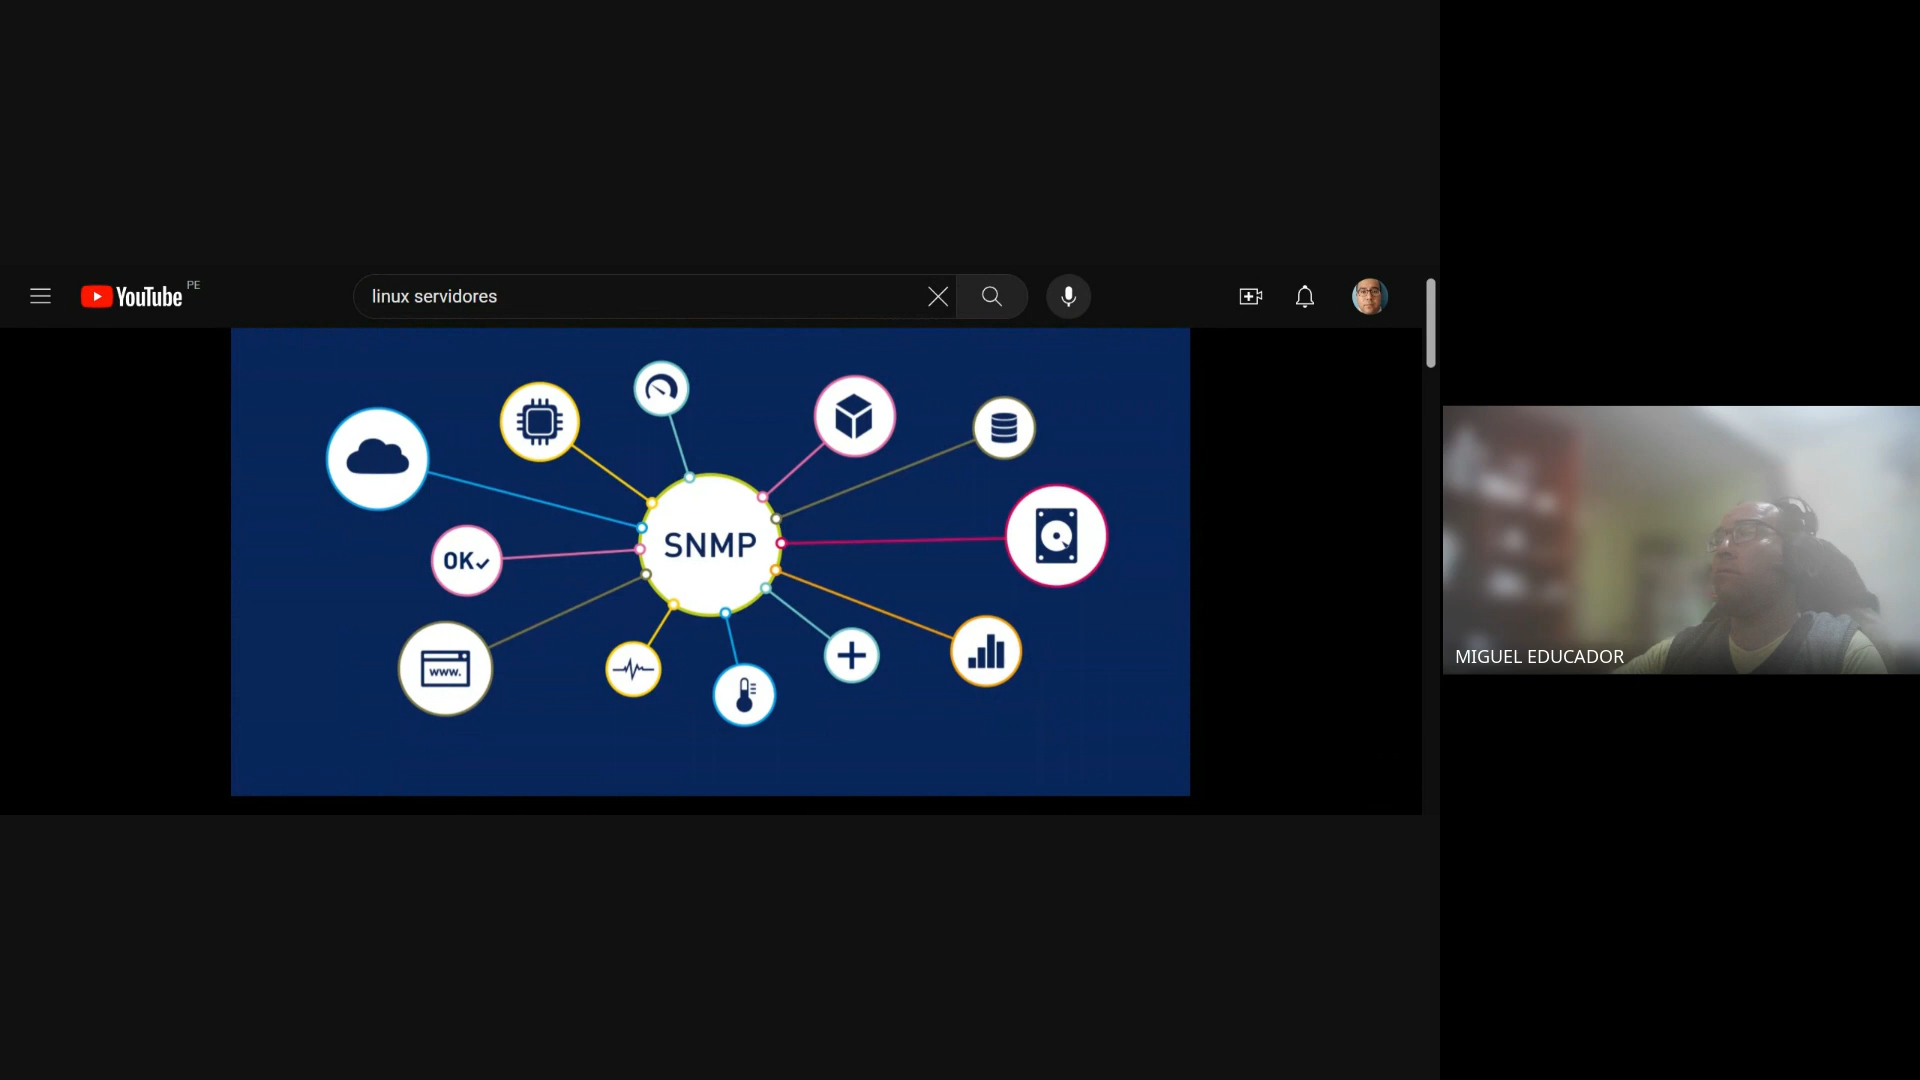 YouTube PE
linux servidores
SNMP
OK
www.
MIGUEL EDUCADOR